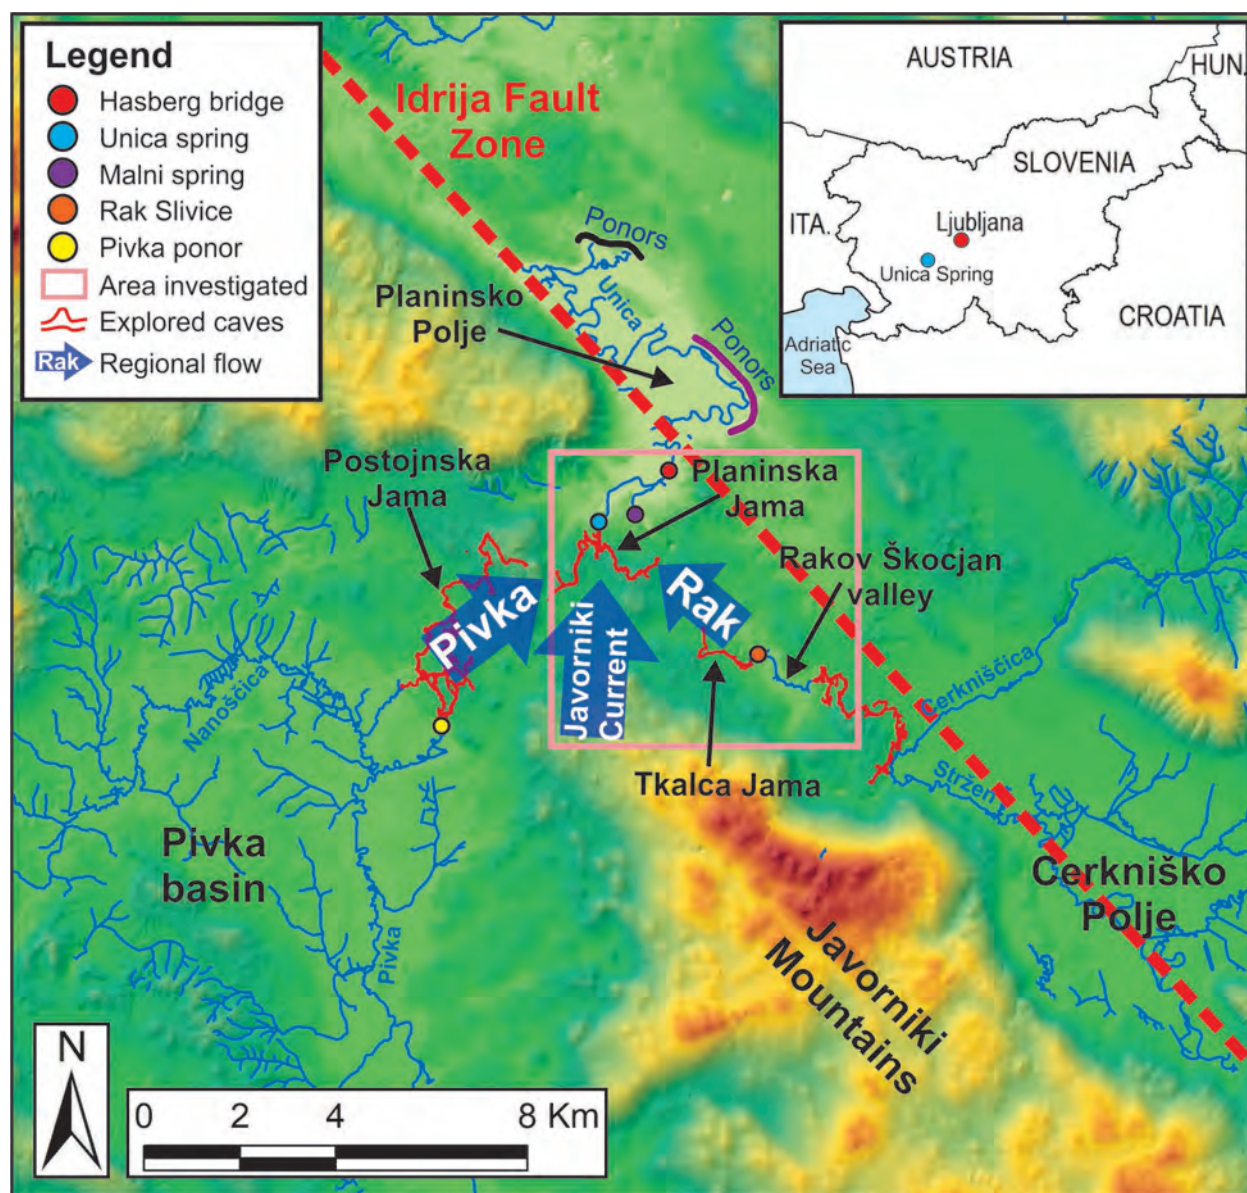 Legend
Hasberg bridge
Unica spring
Malni spring
Rak Slivice
Pivka ponor
Area investigated
Explored caves
Rak
Regional flow
Idrija Fault
Zone
AUSTRIA
HUN.
SLOVENIA
ITA.
Ljubljana
Unica Spring
CROATIA
Adriatic
Sea
Ponors
Unica
Planinsko
Polje
Ponors
Postojnska
Jama
Planinska
Jama
Rakov Škocjan
valley
Pivka
Javorniki
Current
Rak
Cerkniščica
Nanoščica
Tkalca Jama
Stržen
Pivka
basin
Pivka
Cerkniško
Polje
Javorniki
Mountains
N
0 2 4 8 Km